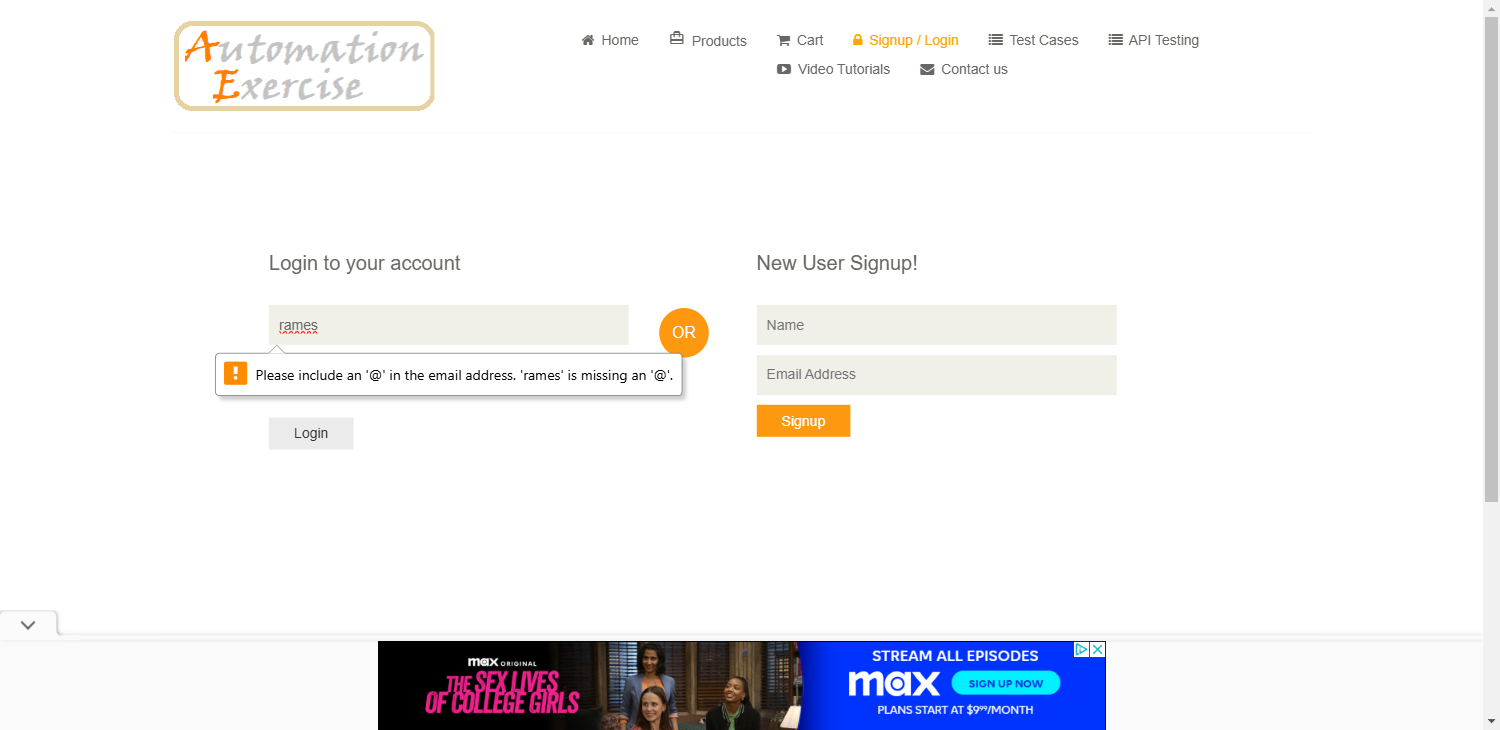 Automation
Exercise
Home
Products
Cart
Signup / Login
Test Cases
API Testing
Video Tutorials
Contact us
Login to your account
New User Signup!
rames
OR
Name
Please include an '@' in the email address. 'rames' is missing an '@'.
Email Address
Login
Signup
max ORIGINAL
THE SEX LIVES
OF COLLEGE GIRLS
STREAM ALL EPISODES
max
SIGN UP NOW
PLANS START AT $9⁹⁹/MONTH